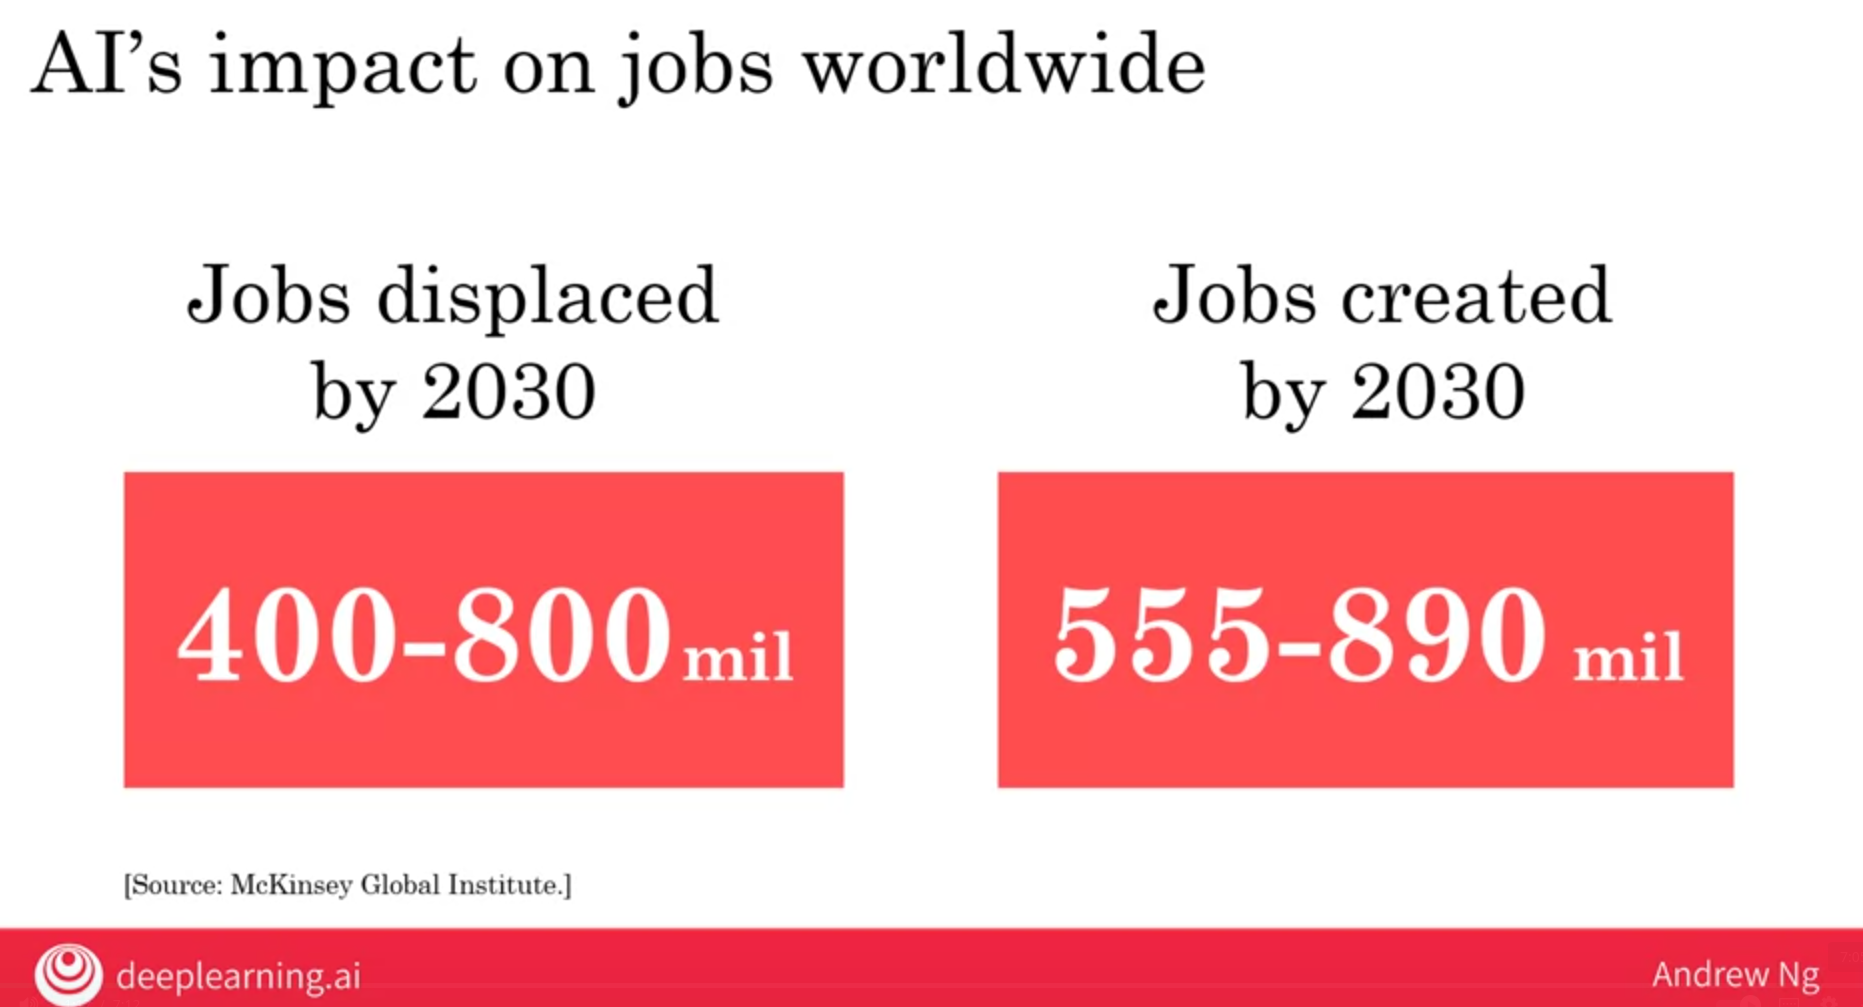 AI’s impact on jobs worldwide
Jobs displaced
by 2030
400-800 mil
Jobs created
by 2030
555-890 mil
[Source: McKinsey Global Institute.]
deeplearning.ai
Andrew Ng